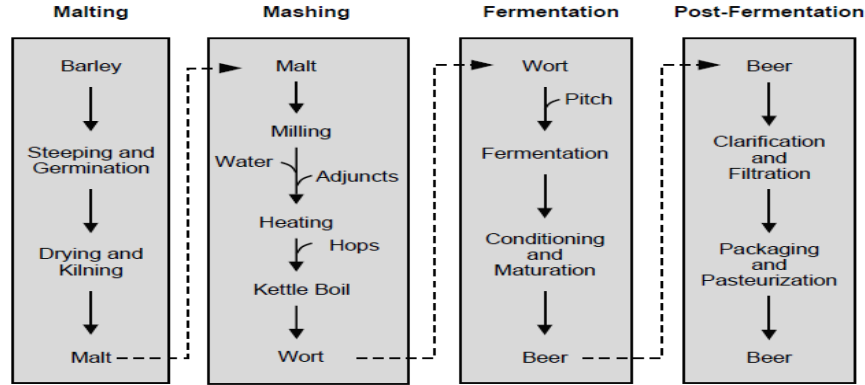 Malting
Barley
Steeping and
Germination
Drying and
Kilning
Malt
Mashing
Malt
Milling
Water
Adjuncts
Heating
Hops
Kettle Boil
Wort
Fermentation
Wort
Pitch
Fermentation
Conditioning
and
Maturation
Beer
Post-Fermentation
Beer
Clarification
and
Filtration
Packaging
and
Pasteurization
Beer